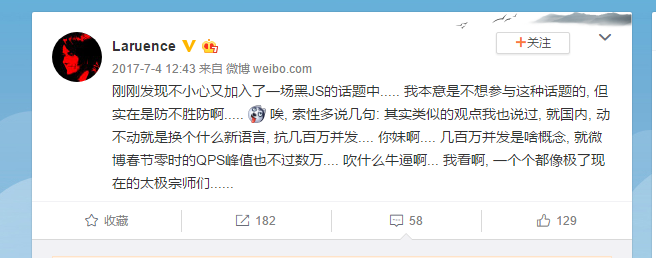 Laruence
+关注
2017-7-4 12:43 来自 微博 weibo.com
刚刚发现不小心又加入了一场黑JS的话题中..... 我本意是不想参与这种话题的, 但
实在是防不胜防啊..... 唉, 索性多说几句: 其实类似的观点我也说过, 就国内, 动
不动就是换个什么新语言, 抗几百万并发.... 你妹啊.... 几百万并发是啥概念, 就微
博春节零时的QPS峰值也不过数万.... 吹什么牛逼啊... 我看啊, 一个个都像极了现
在的太极宗师们......
收藏 182 58 129